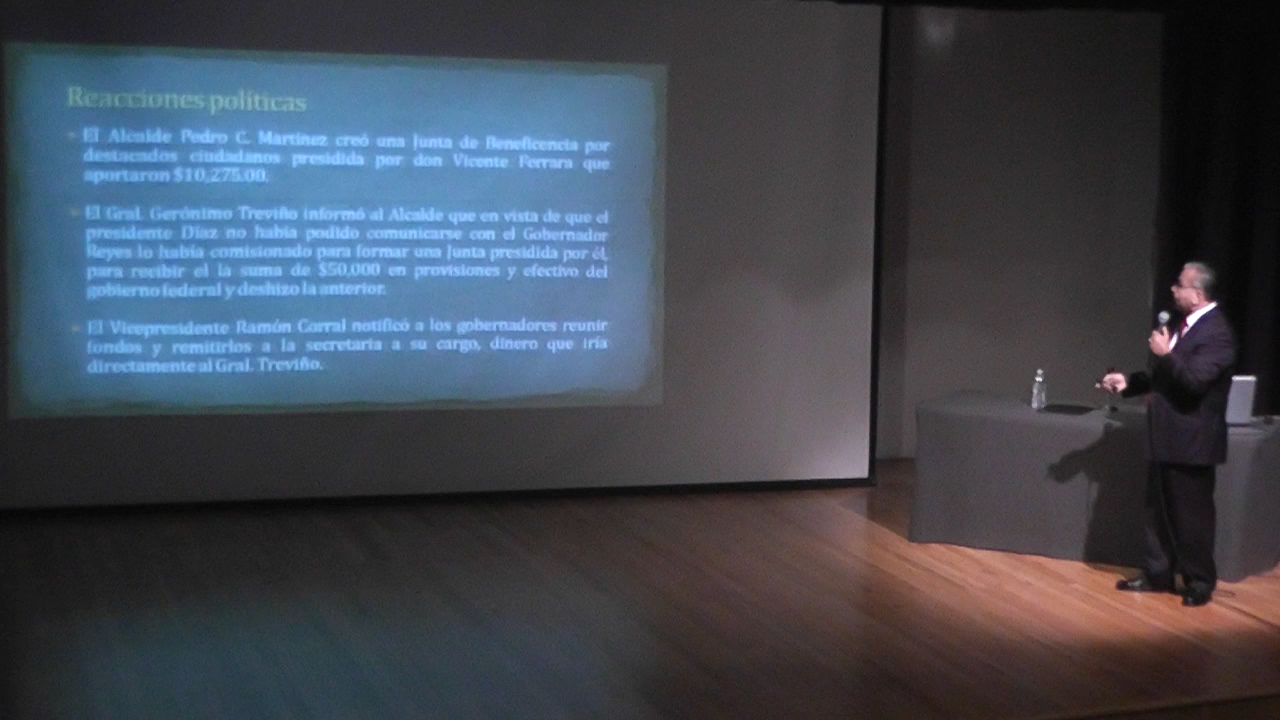 Reacciones políticas
El Alcalde Pedro C. Martínez creó una Junta de Beneficencia por
destacados ciudadanos presidida por don Vicente Ferrara que
aportaron $10,275.00.
El Gral. Gerónimo Treviño informó al Alcalde que en vista de que el
presidente Díaz no había podido comunicarse con el Gobernador
Reyes lo había comisionado para formar una Junta presidida por él,
para recibir el la suma de $50,000 en provisiones y efectivo del
gobierno federal y deshizo la anterior.
El Vicepresidente Ramón Corral notificó a los gobernadores reunir
fondos y remitirlos a la secretaria a su cargo, dinero que iría
directamente al Gral. Treviño.